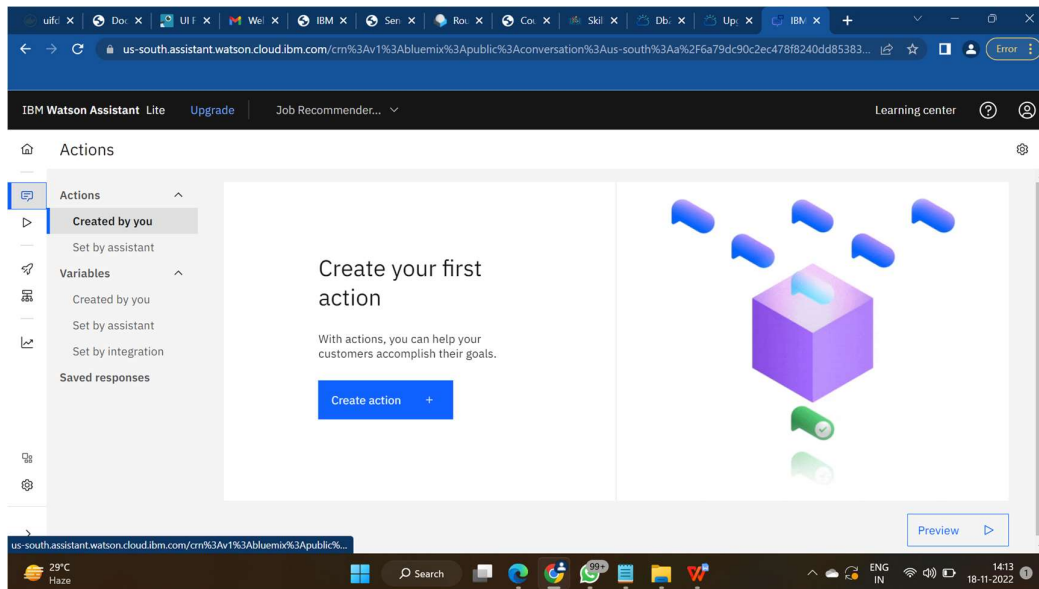 uifd Doc UI F Wel IBM Sen Rou Cou Skil Db2 Upg IBM
us-south.assistant.watson.cloud.ibm.com/crn%3Av1%3Abluemix%3Apublic%3Aconversation%3Aus-south%3Aa%2F6a79dc90c2ec478f8240dd85383... Error
IBM Watson Assistant Lite Upgrade Job Recommender... Learning center
Actions
Actions
Created by you
Set by assistant
Variables
Created by you
Set by assistant
Set by integration
Saved responses
Create your first
action
With actions, you can help your
customers accomplish their goals.
Create action +
Preview
us-south.assistant.watson.cloud.ibm.com/crn%3Av1%3Abluemix%3Apublic%...
29°C
Haze
Search
99+
ENG
IN
14:13
18-11-2022
1